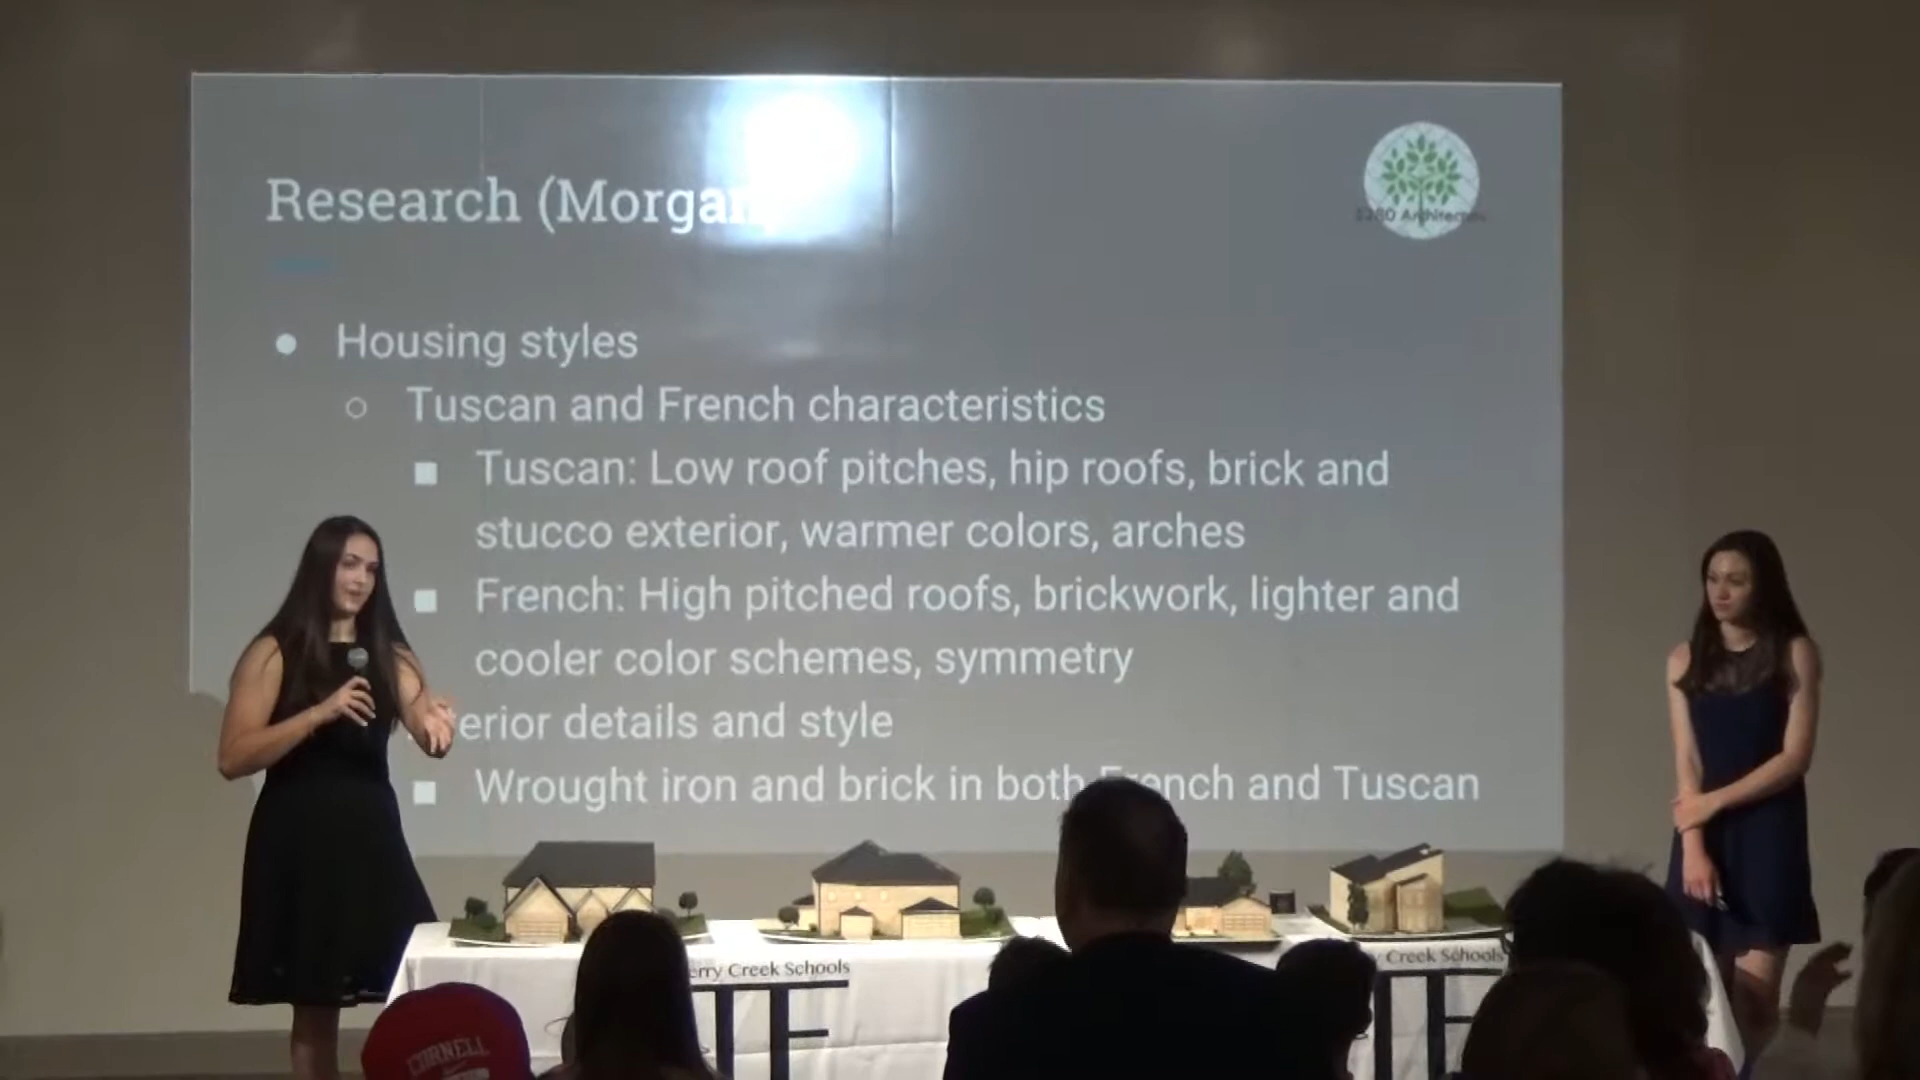 Research (Morgan
Housing styles
Tuscan and French characteristics
Tuscan: Low roof pitches, hip roofs, brick and
stucco exterior, warmer colors, arches
French: High pitched roofs, brickwork, lighter and
cooler color schemes, symmetry
erior details and style
Wrought iron and brick in both French and Tuscan
erry Creek Schools
Creek Schools
CORNELL